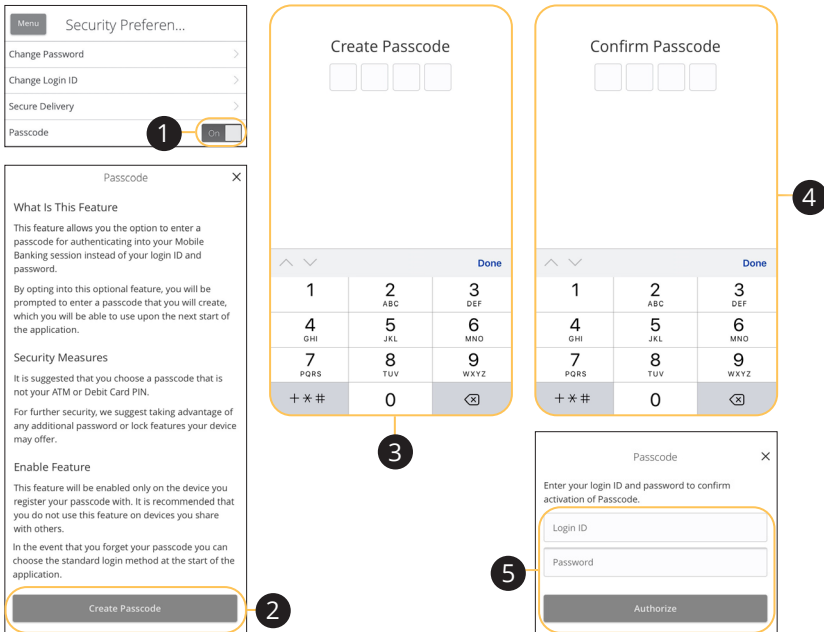 Menu
Security Preferen...
Change Password
Change Login ID
Secure Delivery
Passcode
On
1
Passcode
What Is This Feature
This feature allows you the option to enter a
passcode for authenticating into your Mobile
Banking session instead of your login ID and
password.
By opting into this optional feature, you will be
prompted to enter a passcode that you will create,
which you will be able to use upon the next start of
the application.
Security Measures
It is suggested that you choose a passcode that is
not your ATM or Debit Card PIN.
For further security, we suggest taking advantage of
any additional password or lock features your device
may offer.
Enable Feature
This feature will be enabled only on the device you
register your passcode with. It is recommended that
you do not use this feature on devices you share
with others.
In the event that you forget your passcode you can
choose the standard login method at the start of the
application.
Create Passcode
2
Create Passcode
Done
1 2 3
ABC DEF
4 5 6
GHI JKL MNO
7 8 9
PQRS TUV WXYZ
+*# 0
3
Confirm Passcode
Done
1 2 3
ABC DEF
4 5 6
GHI JKL MNO
7 8 9
PQRS TUV WXYZ
+*# 0
4
Passcode
Enter your login ID and password to confirm
activation of Passcode.
Login ID
Password
Authorize
5